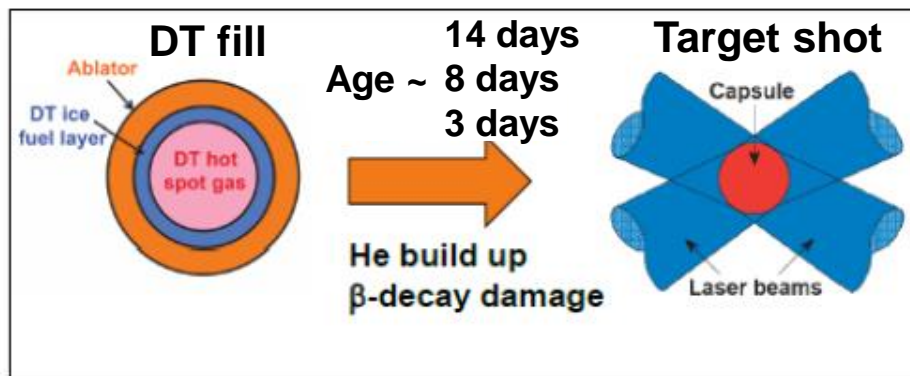 DT fill
Ablator
DT Ice
fuel layer
DT hot
spot gas
14 days
Age ~ 8 days
3 days
He build up
β-decay damage
Target shot
Capsule
Laser beams